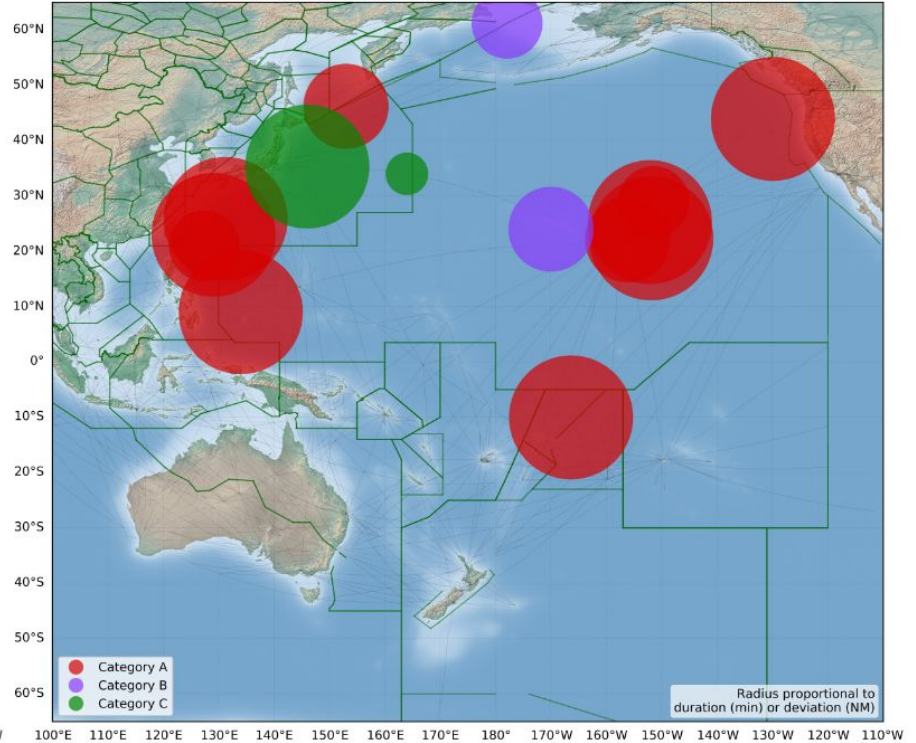 60°N
50°N
40°N
30°N
20°N
10°N
0°
10°S
20°S
30°S
40°S
50°S
60°S
Category A
Category B
Category C
Radius proportional to
duration (min) or deviation (NM)
100°E 110°E 120°E 130°E 140°E 150°E 160°E 170°E 180° 170°W 160°W 150°W 140°W 130°W 120°W 110°W